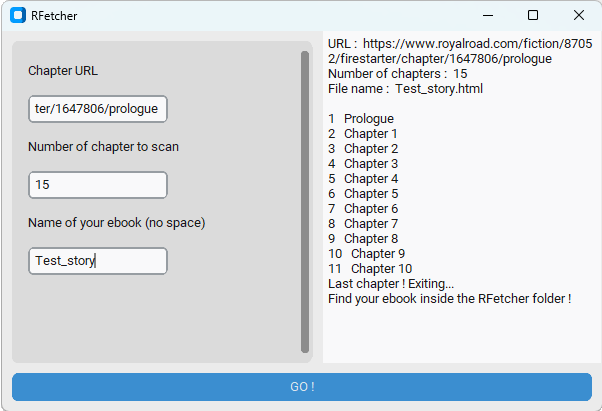 RFetcher
Chapter URL
ter/1647806/prologue
Number of chapter to scan
15
Name of your ebook (no space)
Test_story
URL : https://www.royalroad.com/fiction/8705
2/firestarter/chapter/1647806/prologue
Number of chapters : 15
File name : Test_story.html
1 Prologue
2 Chapter 1
3 Chapter 2
4 Chapter 3
5 Chapter 4
6 Chapter 5
7 Chapter 6
8 Chapter 7
9 Chapter 8
10 Chapter 9
11 Chapter 10
Last chapter ! Exiting...
Find your ebook inside the RFetcher folder !
GO !